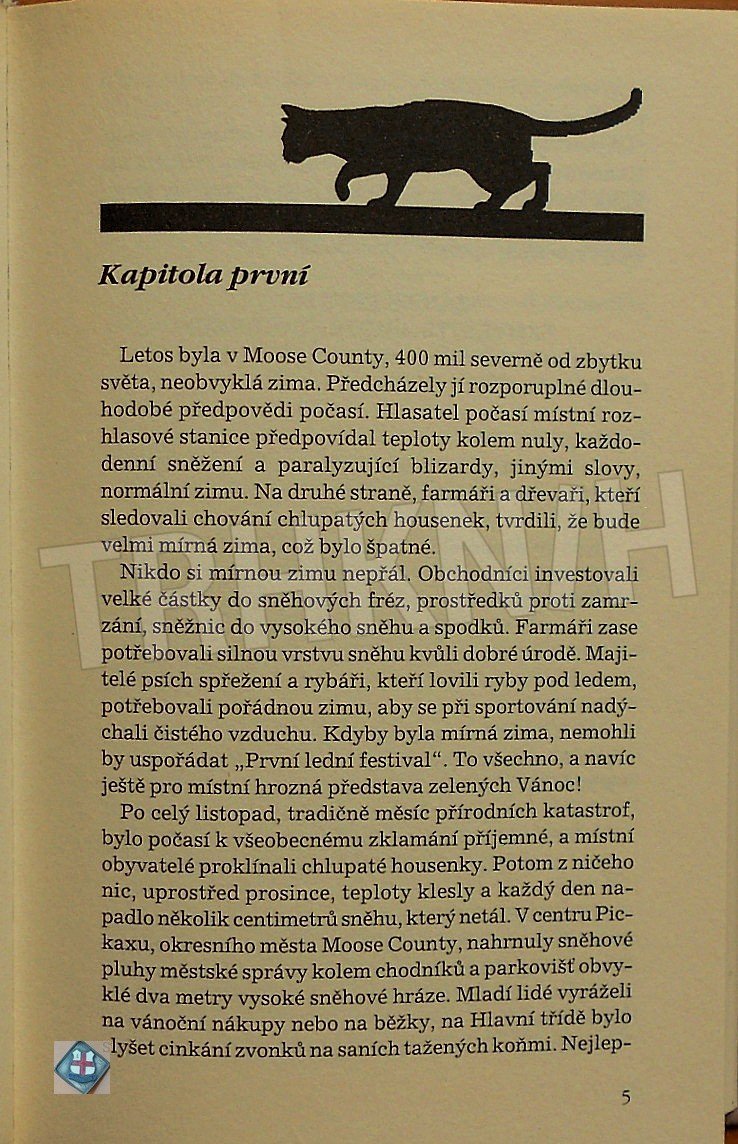 Kapitola první
Letos byla v Moose County, 400 mil severně od zbytku
světa, neobvyklá zima. Předcházely jí rozporuplné dlou-
hodobé předpovědi počasí. Hlasatel počasí místní roz-
hlasové stanice předpovídal teploty kolem nuly, každo-
denní sněžení a paralyzující blizardy, jinými slovy,
normální zimu. Na druhé straně, farmáři a dřevaři, kteří
sledovali chování chlupatých housenek, tvrdili, že bude
velmi mírná zima, což bylo špatné.
Nikdo si mírnou zimu nepřál. Obchodníci investovali
velké částky do sněhových fréz, prostředků proti zamr-
zání, sněžnic do vysokého sněhu a spodků. Farmáři zase
potřebovali silnou vrstvu sněhu kvůli dobré úrodě. Maji-
telé psích spřežení a rybáři, kteří lovili ryby pod ledem,
potřebovali pořádnou zimu, aby se při sportování nadý-
chali čistého vzduchu. Kdyby byla mírná zima, nemohli
by uspořádat „První lední festival“. To všechno, a navíc
ještě pro místní hrozná představa zelených Vánoc!
Po celý listopad, tradičně měsíc přírodních katastrof,
bylo počasí k všeobecnému zklamání příjemné, a místní
obyvatelé proklínali chlupaté housenky. Potom z ničeho
nic, uprostřed prosince, teploty klesly a každý den na-
padlo několik centimetrů sněhu, který netál. V centru Pic-
kaxu, okresního města Moose County, nahrnuly sněhové
pluhy městské správy kolem chodníků a parkovišť obvy-
klé dva metry vysoké sněhové hráze. Mladí lidé vyráželi
na vánoční nákupy nebo na běžky, na Hlavní třídě bylo
slyšet cinkání zvonků na saních tažených koňmi. Nejlep-
5